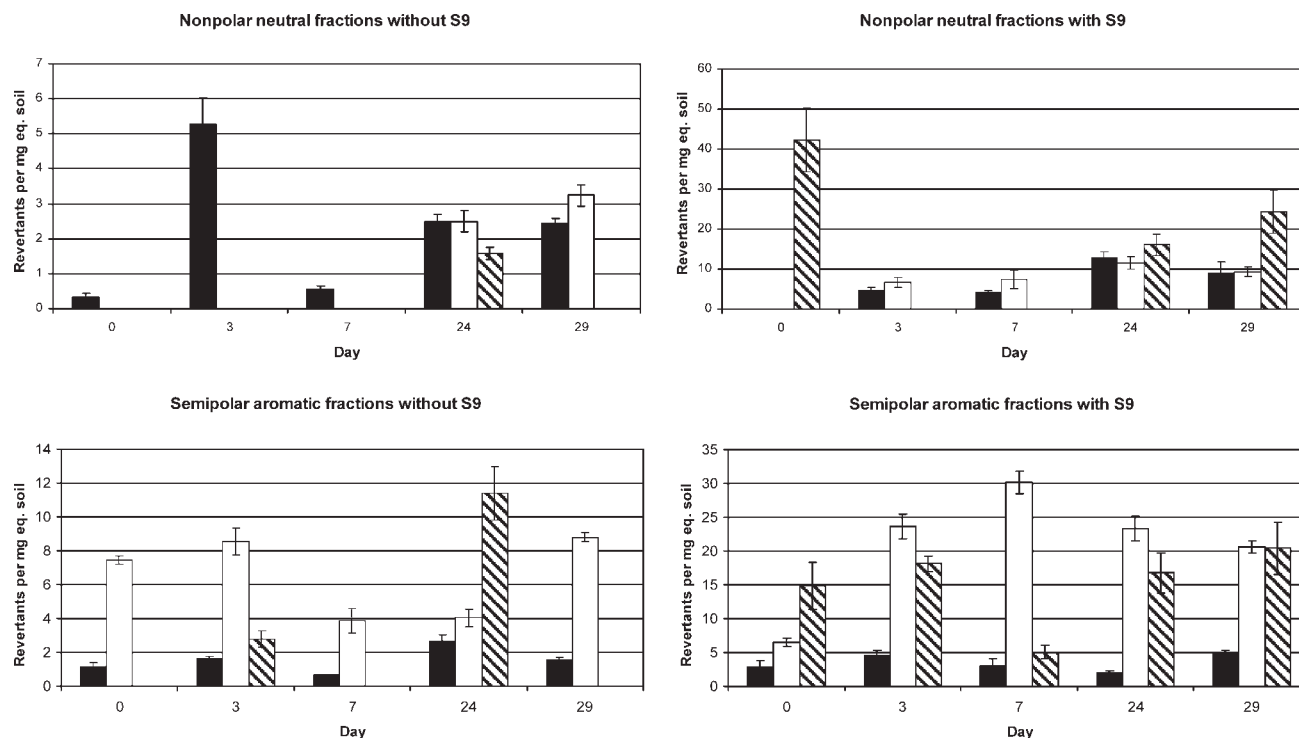 Nonpolar neutral fractions without S9
Revertants per mg eq. soil
7
6
5
4
3
2
1
0
0 3 7 24 29
Day
Nonpolar neutral fractions with S9
Revertants per mg eq. soil
60
50
40
30
20
10
0
0 3 7 24 29
Day
Semipolar aromatic fractions without S9
Revertants per mg eq. soil
14
12
10
8
6
4
2
0
0 3 7 24 29
Day
Semipolar aromatic fractions with S9
Revertants per mg eq. soil
35
30
25
20
15
10
5
0
0 3 7 24 29
Day